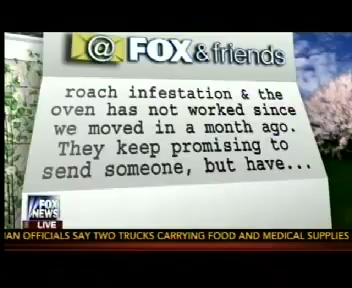 @ FOX & friends
roach infestation & the
oven has not worked since
we moved in a month ago.
They keep promising to
send someone, but have...
FOX
NEWS
LIVE
IAN OFFICIALS SAY TWO TRUCKS CARRYING FOOD AND MEDICAL SUPPLIES